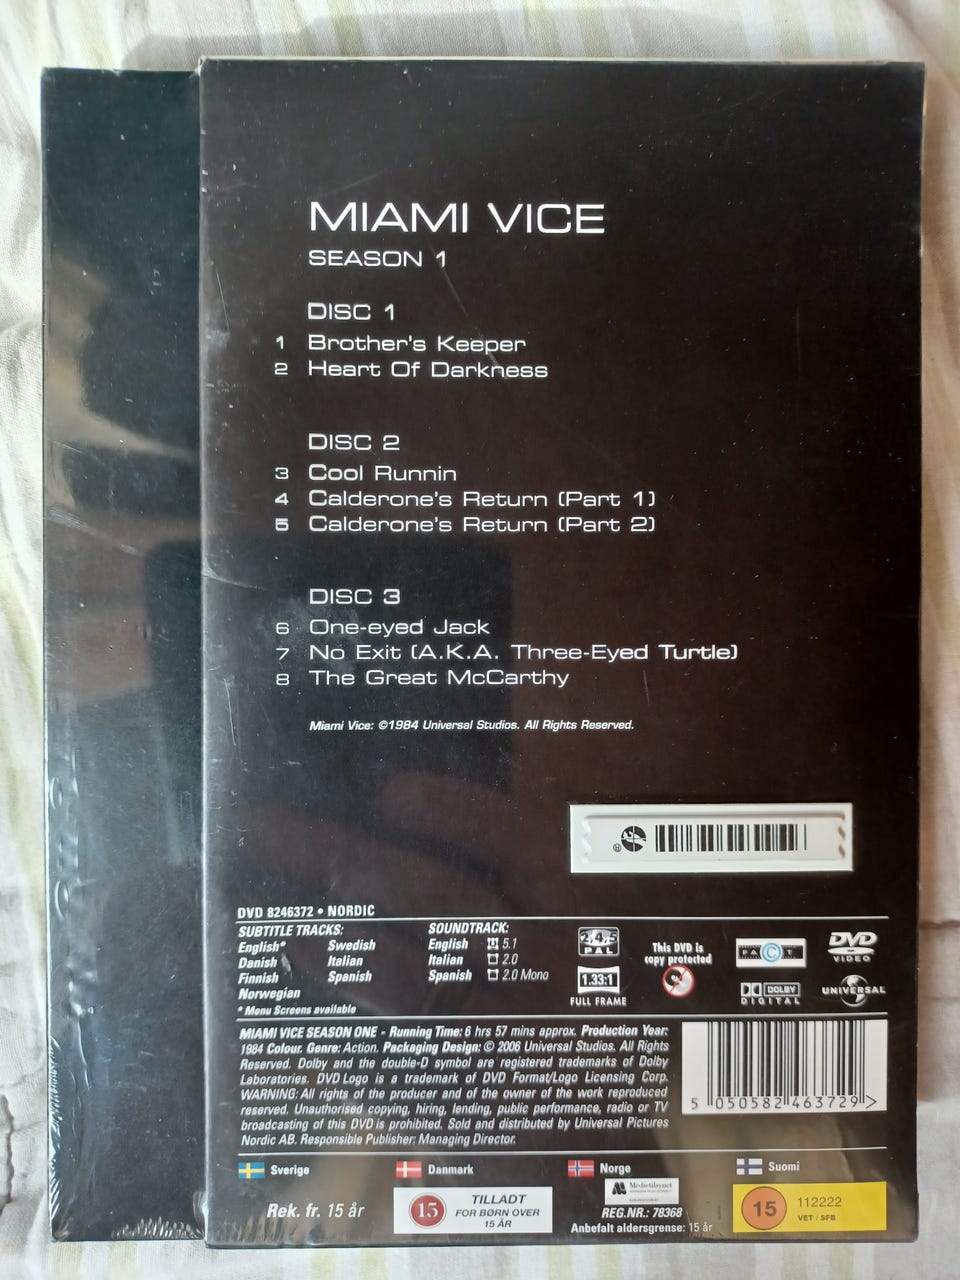 MIAMI VICE
SEASON 1
DISC 1
1 Brother's Keeper
2 Heart Of Darkness
DISC 2
3 Cool Runnin
4 Calderone's Return (Part 1)
5 Calderone's Return (Part 2)
DISC 3
6 One-eyed Jack
7 No Exit (A.K.A. Three-Eyed Turtle)
8 The Great McCarthy
Miami Vice: ©1984 Universal Studios. All Rights Reserved.
DVD 8246372 • NORDIC
SUBTITLE TRACKS:
English* Swedish
Danish Italian
Finnish Spanish
Norwegian
* Menu Screens available
SOUNDTRACK:
English 5.1
Italian 2.0
Spanish 2.0 Mono
2 4 5
PAL
1.33:1
FULL FRAME
This DVD is
copy protected
FACT
DVD
VIDEO
DOLBY
DIGITAL
UNIVERSAL
MIAMI VICE SEASON ONE - Running Time: 6 hrs 57 mins approx. Production Year:
1984 Colour. Genre: Action. Packaging Design: © 2006 Universal Studios. All Rights
Reserved. Dolby and the double-D symbol are registered trademarks of Dolby
Laboratories. DVD Logo is a trademark of DVD Format/Logo Licensing Corp.
WARNING: All rights of the producer and of the owner of the work reproduced
reserved. Unauthorised copying, hiring, lending, public performance, radio or TV
broadcasting of this DVD is prohibited. Sold and distributed by Universal Pictures
Nordic AB. Responsible Publisher: Managing Director.
5 050582 463729 >
Sverige
Danmark
Norge
Suomi
Rek. fr. 15 år
15
TILLADT
FOR BØRN OVER
15 ÅR
Medietilsynet
REG.NR.: 78368
Anbefalt aldersgrense: 15 år
15
112222
VET / SFB